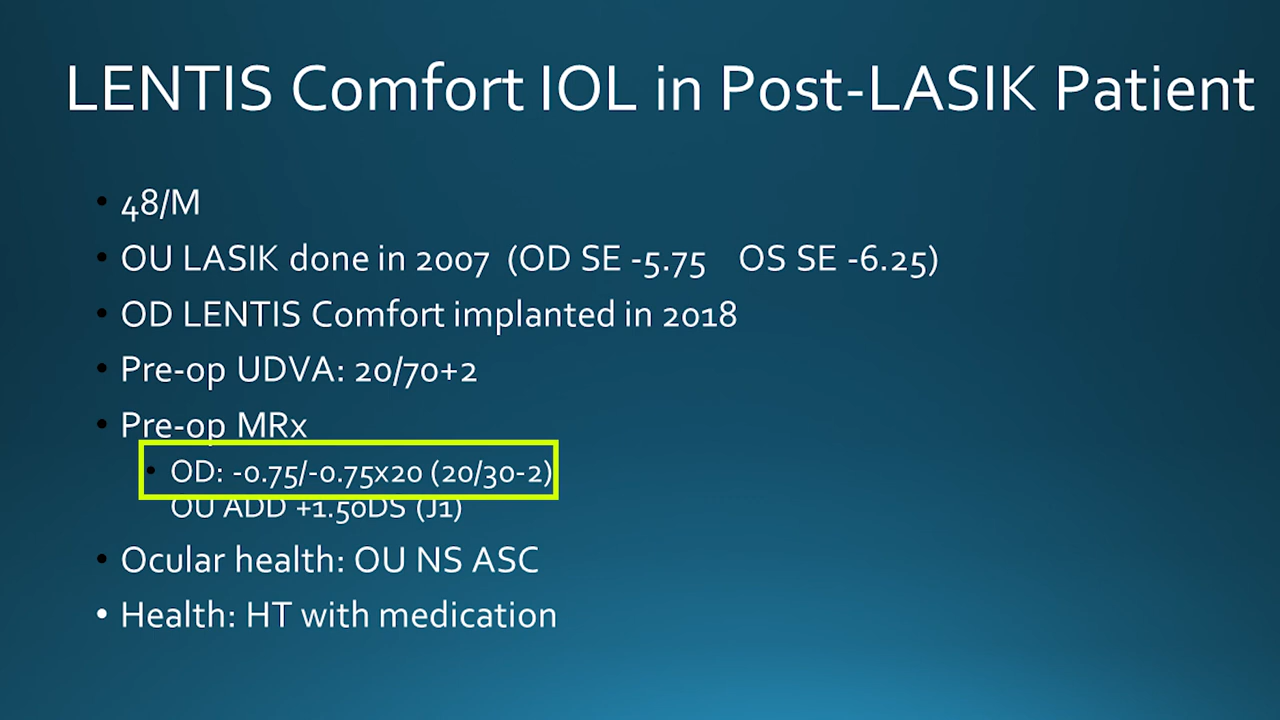 LENTIS Comfort IOL in Post-LASIK Patient
• 48/M
• OU LASIK done in 2007 (OD SE -5.75 OS SE -6.25)
• OD LENTIS Comfort implanted in 2018
• Pre-op UDVA: 20/70+2
• Pre-op MRx
• OD: -0.75/-0.75x20 (20/30-2)
OU ADD +1.50DS (J1)
• Ocular health: OU NS ASC
• Health: HT with medication